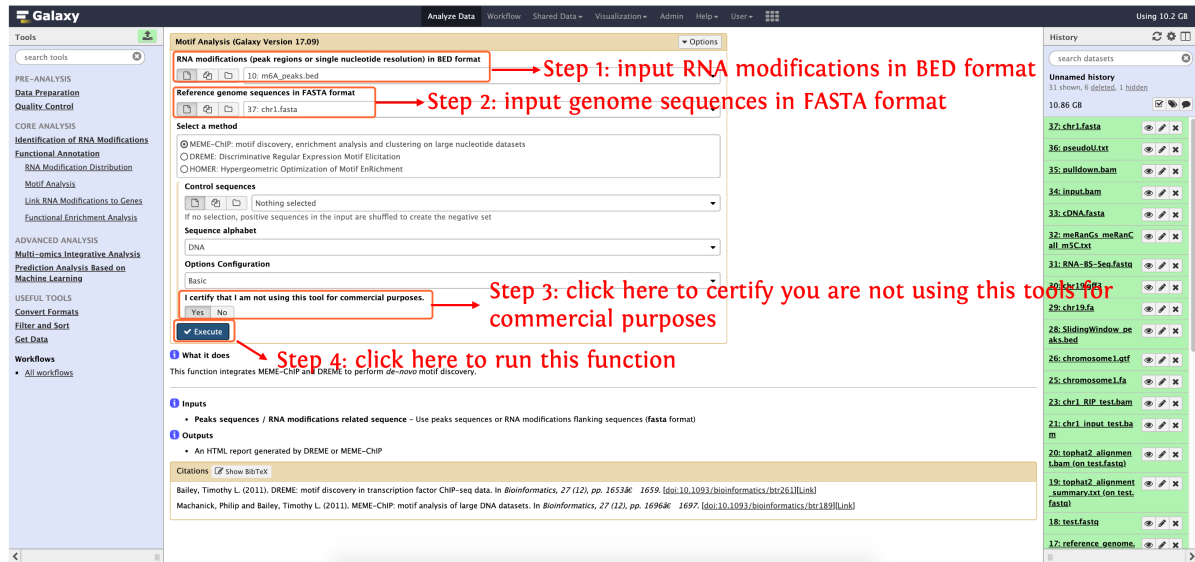 Galaxy
Analyze Data Workflow Shared Data Visualization Admin Help User
Using 10.2 GB
Tools
search tools
PRE-ANALYSIS
Data Preparation
Quality Control
CORE ANALYSIS
Identification of RNA Modifications
Functional Annotation
RNA Modification Distribution
Motif Analysis
Link RNA Modifications to Genes
Functional Enrichment Analysis
ADVANCED ANALYSIS
Multi-omics Integrative Analysis
Prediction Analysis Based on
Machine Learning
USEFUL TOOLS
Convert Formats
Filter and Sort
Get Data
Workflows
• All workflows
Motif Analysis (Galaxy Version 17.09)
Options
RNA modifications (peak regions or single nucleotide resolution) in BED format
10: m6A_peaks.bed
Step 1: input RNA modifications in BED format
Reference genome sequences in FASTA format
37: chr1.fasta
Step 2: input genome sequences in FASTA format
Select a method
MEME-ChIP: motif discovery, enrichment analysis and clustering on large nucleotide datasets
DREME: Discriminative Regular Expression Motif Elicitation
HOMER: Hypergeometric Optimization of Motif EnRichment
Control sequences
Nothing selected
If no selection, positive sequences in the input are shuffled to create the negative set
Sequence alphabet
DNA
Options Configuration
Basic
I certify that I am not using this tool for commercial purposes.
Yes No
Step 3: click here to certify you are not using this tools for
commercial purposes
Execute
Step 4: click here to run this function
What it does
This function integrates MEME-ChIP and DREME to perform de-novo motif discovery.
Inputs
• Peaks sequences / RNA modifications related sequence - Use peaks sequences or RNA modifications flanking sequences (fasta format)
Outputs
• An HTML report generated by DREME or MEME-ChIP
Citations Show BibTeX
Bailey, Timothy L. (2011). DREME: motif discovery in transcription factor ChIP-seq data. In Bioinformatics, 27 (12), pp. 1653â€ 1659. [doi:10.1093/bioinformatics/btr261][Link]
Machanick, Philip and Bailey, Timothy L. (2011). MEME-ChIP: motif analysis of large DNA datasets. In Bioinformatics, 27 (12), pp. 1696â€ 1697. [doi:10.1093/bioinformatics/btr189][Link]
History
search datasets
Unnamed history
31 shown, 6 deleted, 1 hidden
10.86 GB
37: chr1.fasta
36: pseudoU.txt
35: pulldown.bam
34: input.bam
33: cDNA.fasta
32: meRanGs_meRanC
all_m5C.txt
31: RNA-BS-Seq.fastq
30: chr19.gff3
29: chr19.fa
28: SlidingWindow_pe
aks.bed
26: chromosome1.gtf
25: chromosome1.fa
23: chr1_RIP_test.bam
21: chr1_input_test.ba
m
20: tophat2_alignmen
t.bam (on test.fastq)
19: tophat2_alignment
_summary.txt (on test.
fastq)
18: test.fastq
17: reference_genome.